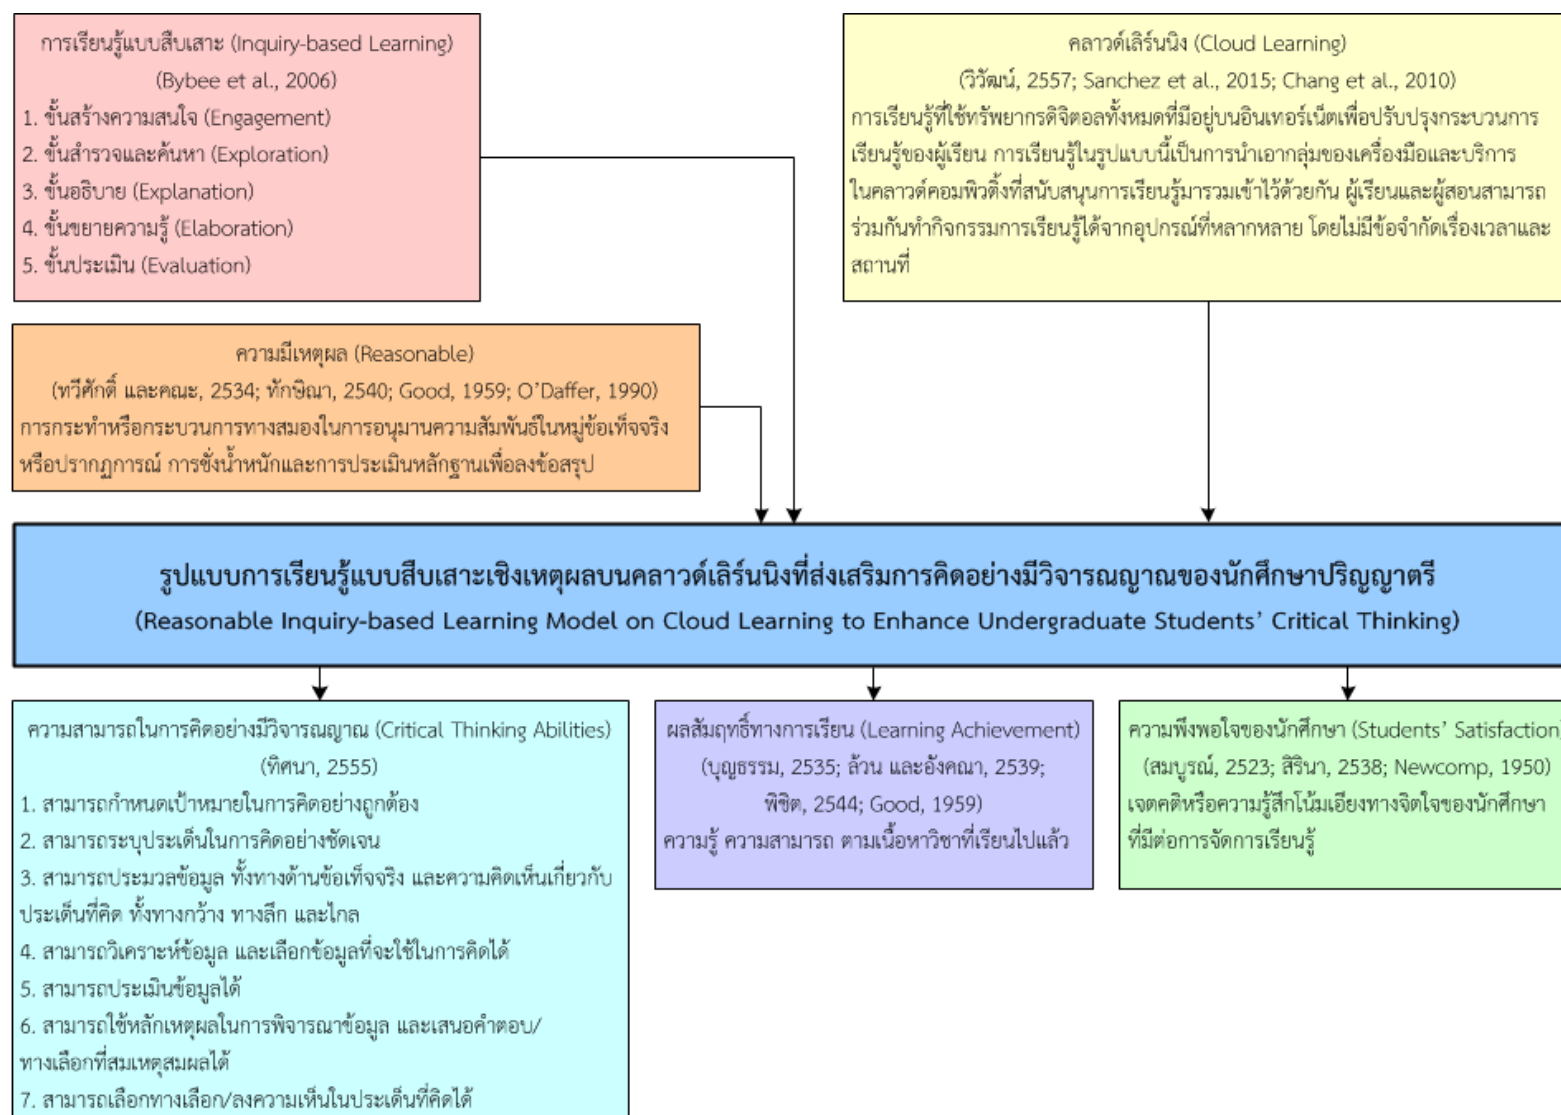 การเรียนรู้แบบสืบเสาะ (Inquiry-based Learning)
(Bybee et al., 2006)
1. ขั้นสร้างความสนใจ (Engagement)
2. ขั้นสำรวจและค้นหา (Exploration)
3. ขั้นอธิบาย (Explanation)
4. ขั้นขยายความรู้ (Elaboration)
5. ขั้นประเมิน (Evaluation)
คลาวด์เลิร์นนิง (Cloud Learning)
(วิวัฒน์, 2557; Sanchez et al., 2015; Chang et al., 2010)
การเรียนรู้ที่ใช้ทรัพยากรดิจิตอลทั้งหมดที่มีอยู่บนอินเทอร์เน็ตเพื่อปรับปรุงกระบวนการ
เรียนรู้ของผู้เรียน การเรียนรู้ในรูปแบบนี้เป็นการนำเอากลุ่มของเครื่องมือและบริการ
ในคลาวด์คอมพิวติ้งที่สนับสนุนการเรียนรู้มารวมเข้าไว้ด้วยกัน ผู้เรียนและผู้สอนสามารถ
ร่วมกันทำกิจกรรมการเรียนรู้ได้จากอุปกรณ์ที่หลากหลาย โดยไม่มีข้อจำกัดเรื่องเวลาและ
สถานที่
ความมีเหตุผล (Reasonable)
(ทวีศักดิ์ และคณะ, 2534; ทักษิณา, 2540; Good, 1959; O'Daffer, 1990)
การกระทำหรือกระบวนการทางสมองในการอนุมานความสัมพันธ์ในหมู่ข้อเท็จจริง
หรือปรากฏการณ์ การชั่งน้ำหนักและการประเมินหลักฐานเพื่อลงข้อสรุป
รูปแบบการเรียนรู้แบบสืบเสาะเชิงเหตุผลบนคลาวด์เลิร์นนิงที่ส่งเสริมการคิดอย่างมีวิจารณญาณของนักศึกษาปริญญาตรี
(Reasonable Inquiry-based Learning Model on Cloud Learning to Enhance Undergraduate Students' Critical Thinking)
ความสามารถในการคิดอย่างมีวิจารณญาณ (Critical Thinking Abilities)
(ทิศนา, 2555)
1. สามารถกำหนดเป้าหมายในการคิดอย่างถูกต้อง
2. สามารถระบุประเด็นในการคิดอย่างชัดเจน
3. สามารถประมวลข้อมูล ทั้งทางด้านข้อเท็จจริง และความคิดเห็นเกี่ยวกับ
ประเด็นที่คิด ทั้งทางกว้าง ทางลึก และไกล
4. สามารถวิเคราะห์ข้อมูล และเลือกข้อมูลที่จะใช้ในการคิดได้
5. สามารถประเมินข้อมูลได้
6. สามารถใช้หลักเหตุผลในการพิจารณาข้อมูล และเสนอคำตอบ/
ทางเลือกที่สมเหตุสมผลได้
7. สามารถเลือกทางเลือก/ลงความเห็นในประเด็นที่คิดได้
ผลสัมฤทธิ์ทางการเรียน (Learning Achievement)
(บุญธรรม, 2535; ล้วน และอังคณา, 2539;
พิชิต, 2544; Good, 1959)
ความรู้ ความสามารถ ตามเนื้อหาวิชาที่เรียนไปแล้ว
ความพึงพอใจของนักศึกษา (Students' Satisfaction)
(สมบูรณ์, 2523; สิรินา, 2538; Newcomp, 1950)
เจตคติหรือความรู้สึกโน้มเอียงทางจิตใจของนักศึกษา
ที่มีต่อการจัดการเรียนรู้